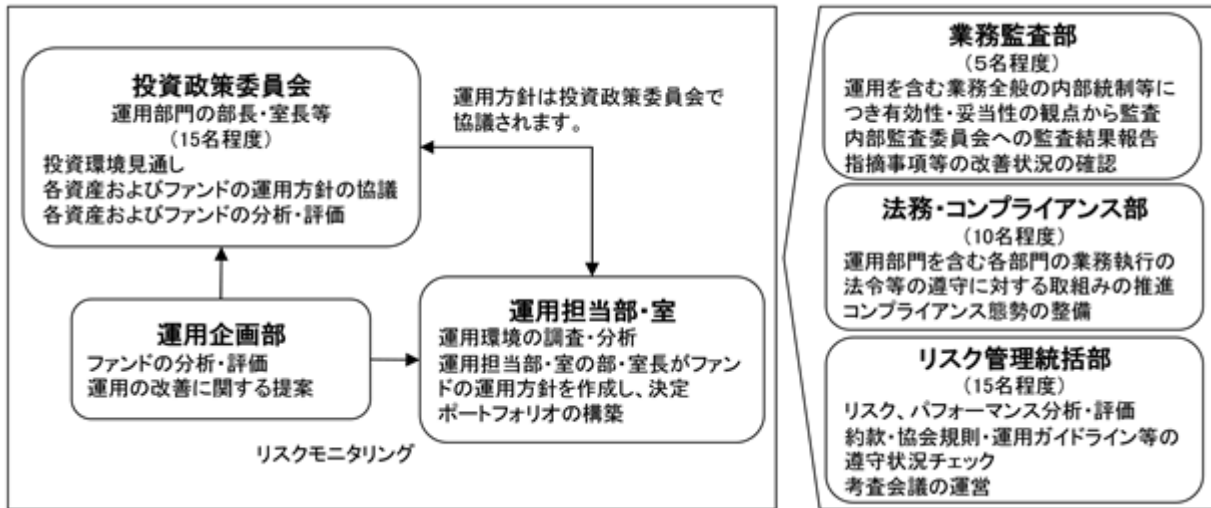 投資政策委員会
運用部門の部長・室長等
(15名程度)
投資環境見通し
各資産およびファンドの運用方針の協議
各資産およびファンドの分析・評価
運用方針は投資政策委員会で
協議されます。
運用企画部
ファンドの分析・評価
運用の改善に関する提案
運用担当部・室
運用環境の調査・分析
運用担当部・室の部・室長がファン
ドの運用方針を作成し、決定
ポートフォリオの構築
リスクモニタリング
業務監査部
(5名程度)
運用を含む業務全般の内部統制等に
つき有効性・妥当性の観点から監査
内部監査委員会への監査結果報告
指摘事項等の改善状況の確認
法務・コンプライアンス部
(10名程度)
運用部門を含む各部門の業務執行の
法令等の遵守に対する取組みの推進
コンプライアンス態勢の整備
リスク管理統括部
(15名程度)
リスク、パフォーマンス分析・評価
約款・協会規則・運用ガイドライン等の
遵守状況チェック
考査会議の運営